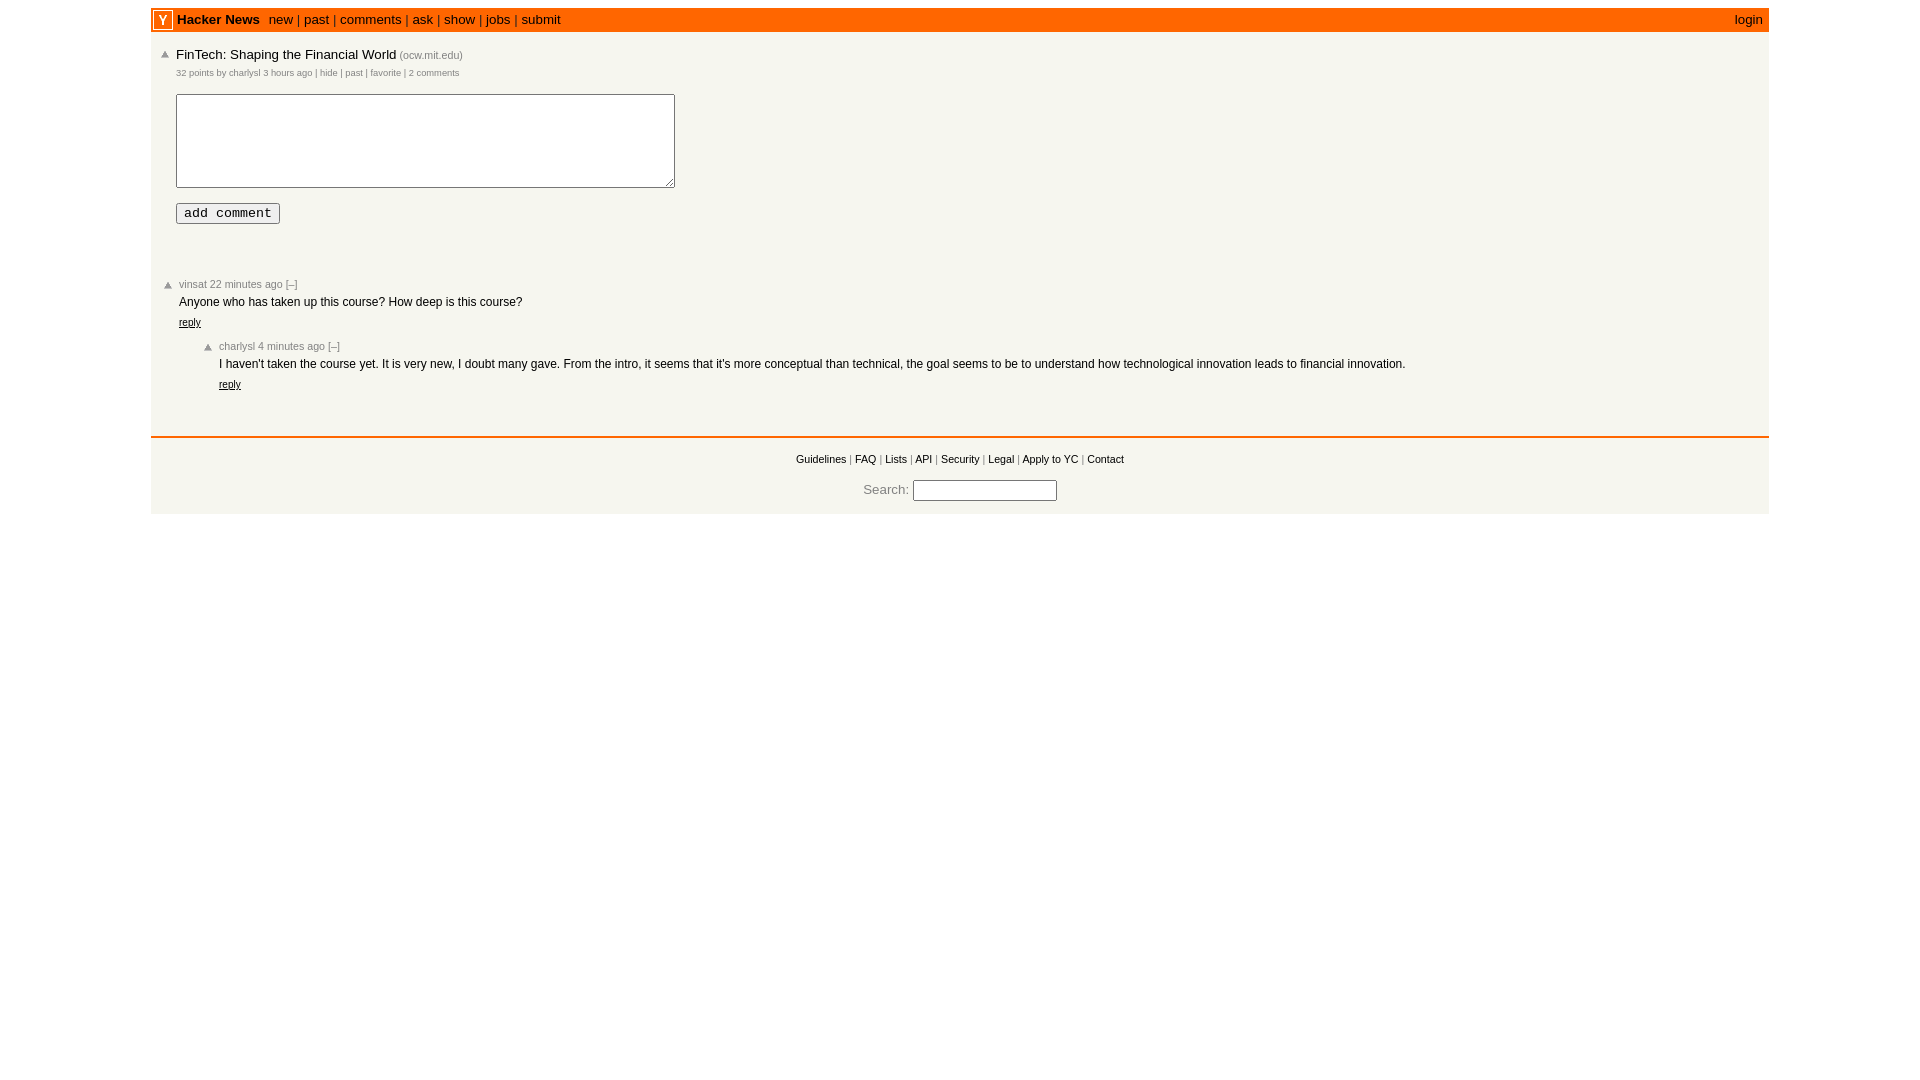 Y Hacker News new | past | comments | ask | show | jobs | submit login
FinTech: Shaping the Financial World (ocw.mit.edu)
32 points by charlysl 3 hours ago | hide | past | favorite | 2 comments
add comment
vinsat 22 minutes ago [–]
Anyone who has taken up this course? How deep is this course?
reply
charlysl 4 minutes ago [–]
I haven't taken the course yet. It is very new, I doubt many gave. From the intro, it seems that it's more conceptual than technical, the goal seems to be to understand how technological innovation leads to financial innovation.
reply
Guidelines | FAQ | Lists | API | Security | Legal | Apply to YC | Contact
Search: